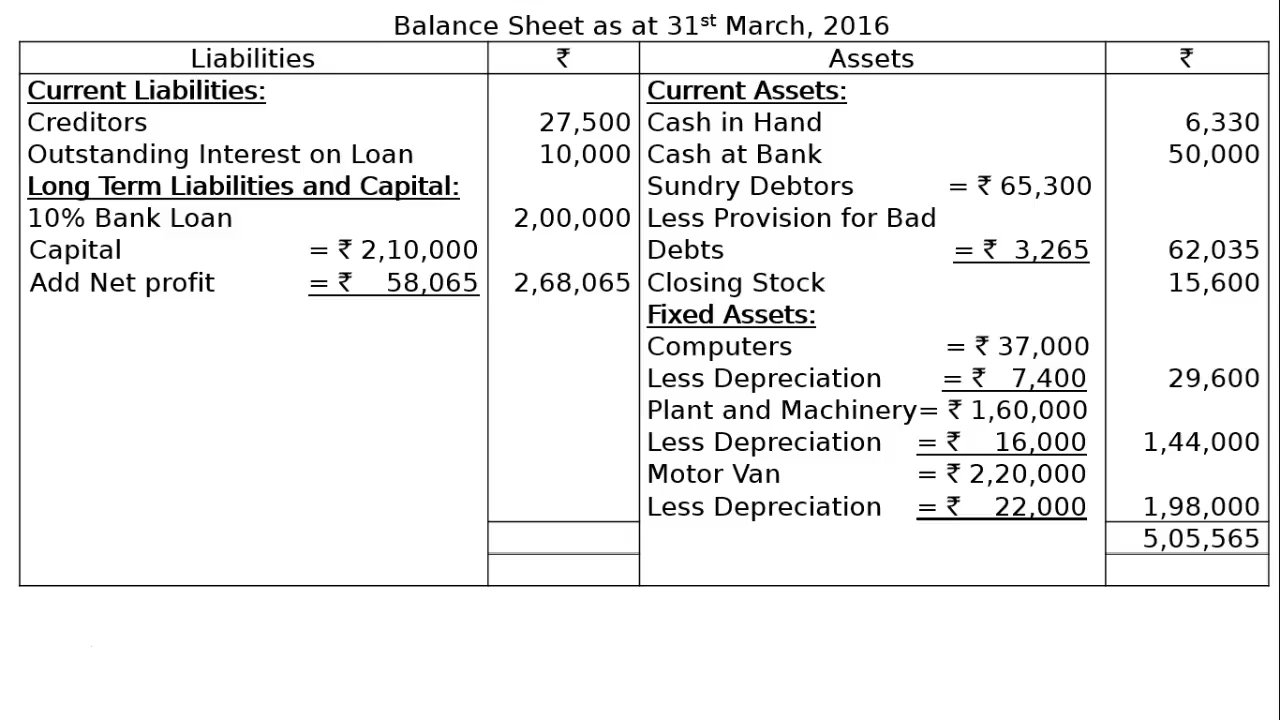 Balance Sheet as at 31st March, 2016
Liabilities ₹ Assets ₹
Current Liabilities: Current Assets:
Creditors 27,500 Cash in Hand 6,330
Outstanding Interest on Loan 10,000 Cash at Bank 50,000
Long Term Liabilities and Capital: Sundry Debtors = ₹ 65,300
10% Bank Loan 2,00,000 Less Provision for Bad
Capital = ₹ 2,10,000 Debts = ₹ 3,265 62,035
Add Net profit = ₹ 58,065 2,68,065 Closing Stock 15,600
Fixed Assets:
Computers = ₹ 37,000
Less Depreciation = ₹ 7,400 29,600
Plant and Machinery= ₹ 1,60,000
Less Depreciation = ₹ 16,000 1,44,000
Motor Van = ₹ 2,20,000
Less Depreciation = ₹ 22,000 1,98,000
5,05,565